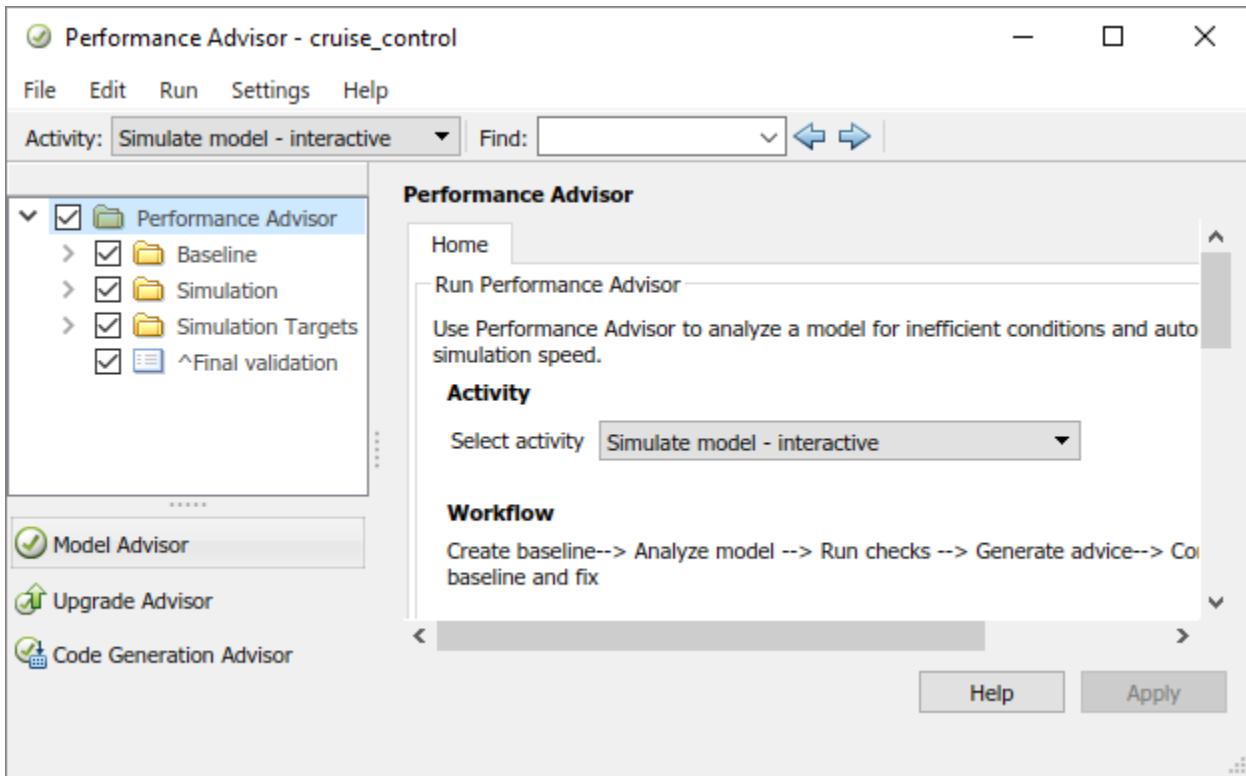 Performance Advisor - cruise_control
File Edit Run Settings Help
Activity: Simulate model - interactive Find:
Performance Advisor
Baseline
Simulation
Simulation Targets
^Final validation
Model Advisor
Upgrade Advisor
Code Generation Advisor
Performance Advisor
Home
Run Performance Advisor
Use Performance Advisor to analyze a model for inefficient conditions and auto
simulation speed.
Activity
Select activity Simulate model - interactive
Workflow
Create baseline--> Analyze model --> Run checks --> Generate advice--> Co
baseline and fix
Help Apply